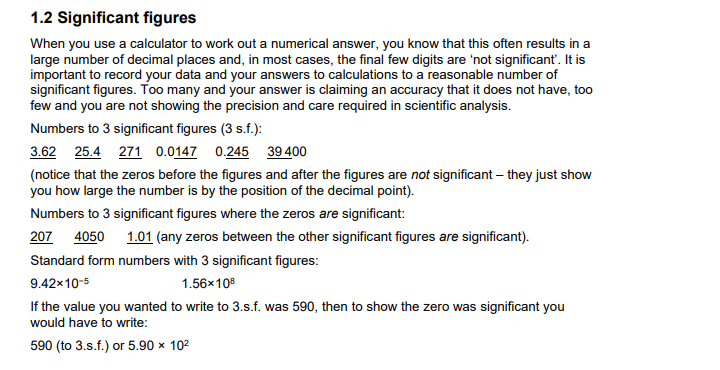 1.2 Significant figures
When you use a calculator to work out a numerical answer, you know that this often results in a
large number of decimal places and, in most cases, the final few digits are 'not significant'. It is
important to record your data and your answers to calculations to a reasonable number of
significant figures. Too many and your answer is claiming an accuracy that it does not have, too
few and you are not showing the precision and care required in scientific analysis.
Numbers to 3 significant figures (3 s.f.):
3.62 25.4 271 0.0147 0.245 39 400
(notice that the zeros before the figures and after the figures are not significant – they just show
you how large the number is by the position of the decimal point).
Numbers to 3 significant figures where the zeros are significant:
207 4050 1.01 (any zeros between the other significant figures are significant).
Standard form numbers with 3 significant figures:
9.42×10⁻⁵ 1.56×10⁸
If the value you wanted to write to 3.s.f. was 590, then to show the zero was significant you
would have to write:
590 (to 3.s.f.) or 5.90 × 10²